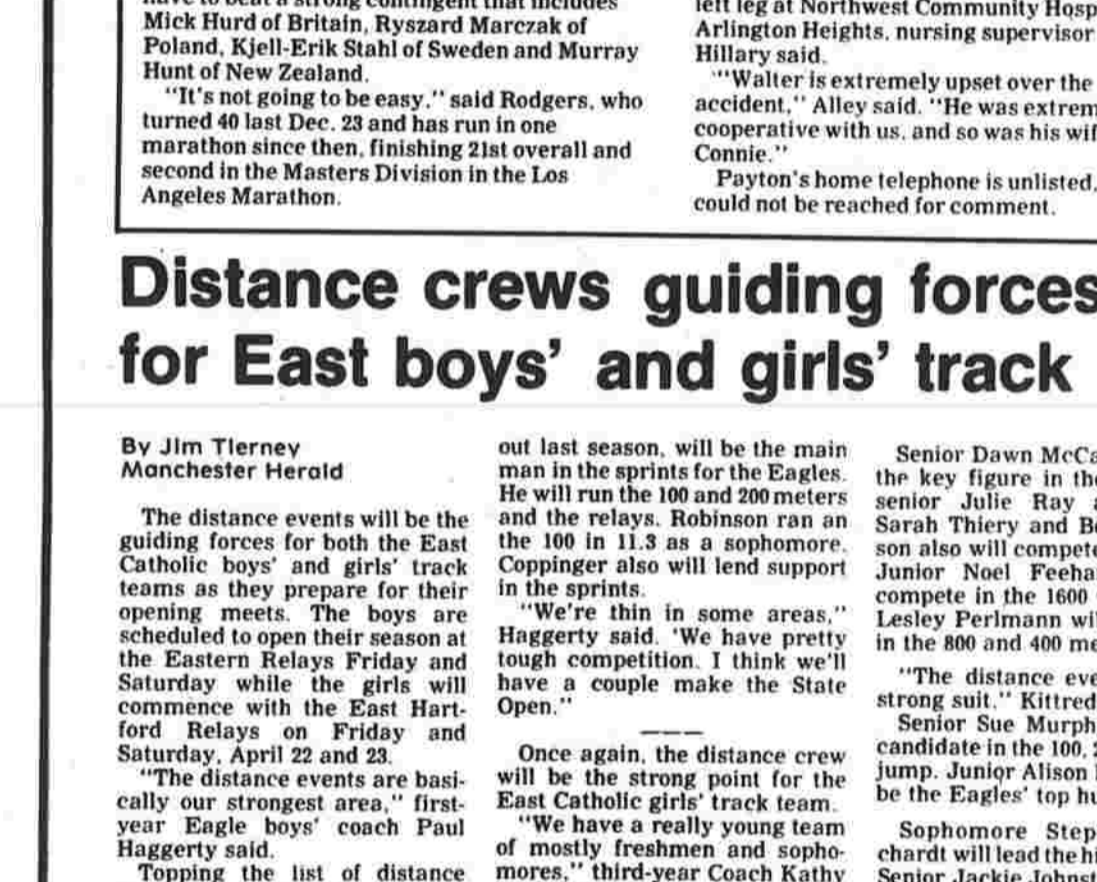 Mick Hurd of Britain, Ryszard Marczak of
Poland, Kjell-Erik Stahl of Sweden and Murray
Hunt of New Zealand.
"It's not going to be easy," said Rodgers, who
turned 40 last Dec. 23 and has run in one
marathon since then, finishing 21st overall and
second in the Masters Division in the Los
Angeles Marathon.
left leg at Northwest Community
Arlington Heights, nursing supervisor
Hillary said.
"'Walter is extremely upset over the
accident," Alley said. "He was
cooperative with us, and so was his
Connie."
Payton's home telephone is unlisted,
could not be reached for comment.
Distance crews guiding forces
for East boys' and girls' track
By Jim Tierney
Manchester Herald
The distance events will be the
guiding forces for both the East
Catholic boys' and girls' track
teams as they prepare for their
opening meets. The boys are
scheduled to open their season at
the Eastern Relays Friday and
Saturday while the girls will
commence with the East Hart-
ford Relays on Friday and
Saturday, April 22 and 23.
"The distance events are basi-
cally our strongest area," first-
year Eagle boys' coach Paul
Haggerty said.
Topping the list of distance
out last season, will be the main
man in the sprints for the Eagles.
He will run the 100 and 200 meters
and the relays. Robinson ran an
the 100 in 11.3 as a sophomore.
Coppinger also will lend support
in the sprints.
"We're thin in some areas,"
Haggerty said. 'We have pretty
tough competition. I think we'll
have a couple make the State
Open."
Once again, the distance crew
will be the strong point for the
East Catholic girls' track team.
"We have a really young team
of mostly freshmen and sopho-
mores," third-year Coach Kathy
Senior Dawn
the key figure in the
senior Julie Ray
Sarah Thiery and
son also will compete
Junior Noel
compete in the 1600
Lesley Perlmann
in the 800 and 400
"The distance
strong suit,"
Senior Sue
candidate in the 100,
jump. Junior Alison
be the Eagles' top
Sophomore
chardt will lead the
Senior Jackie